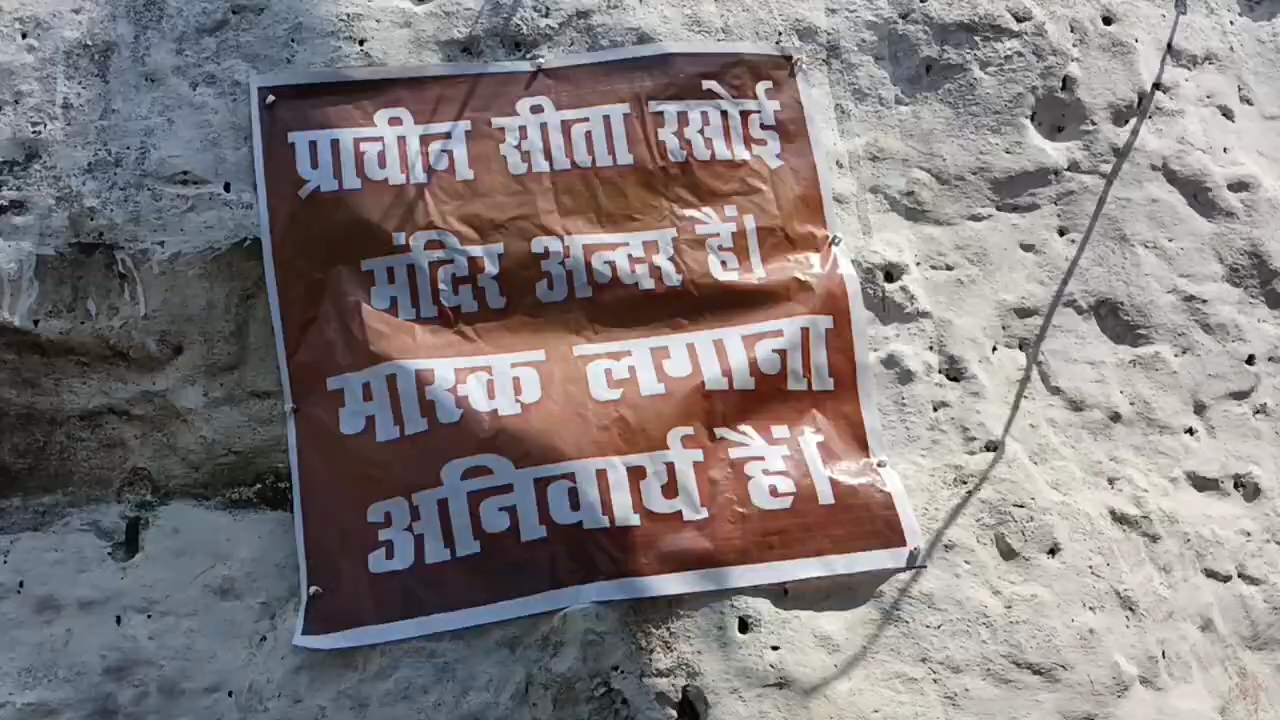 प्राचीन सीता रसोई
मंदिर अन्दर हैं।
मास्क लगाना
अनिवार्य हैं।